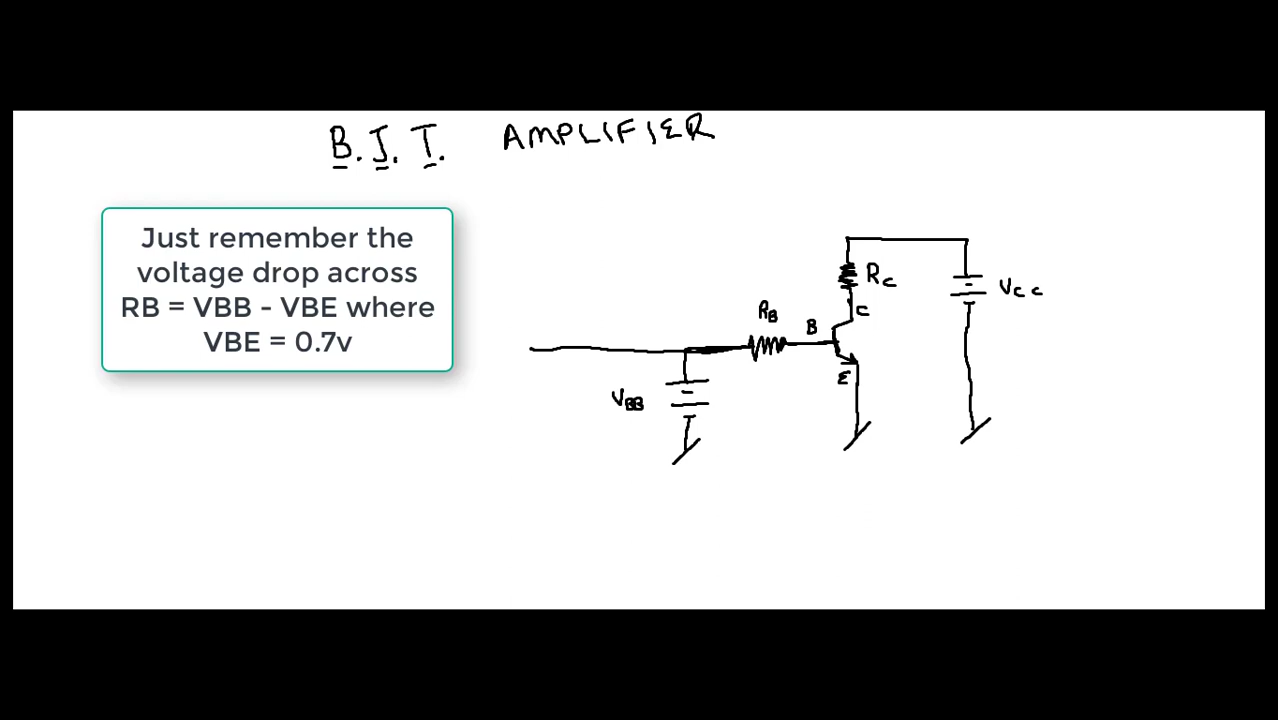 B. J. T. AMPLIFIER
Just remember the
voltage drop across
RB = VBB - VBE where
VBE = 0.7v
RC
VCC
C
RB
B
E
VBB